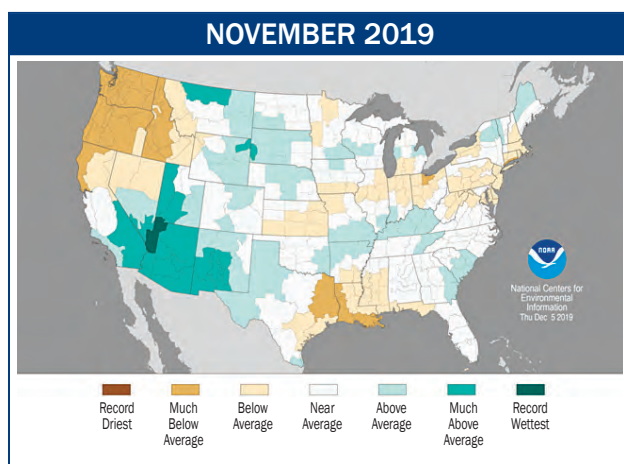 NOVEMBER 2019
NOAA
National Centers for
Environmental
Information
Thu Dec 5 2019
Record
Driest
Much
Below
Average
Below
Average
Near
Average
Above
Average
Much
Above
Average
Record
Wettest